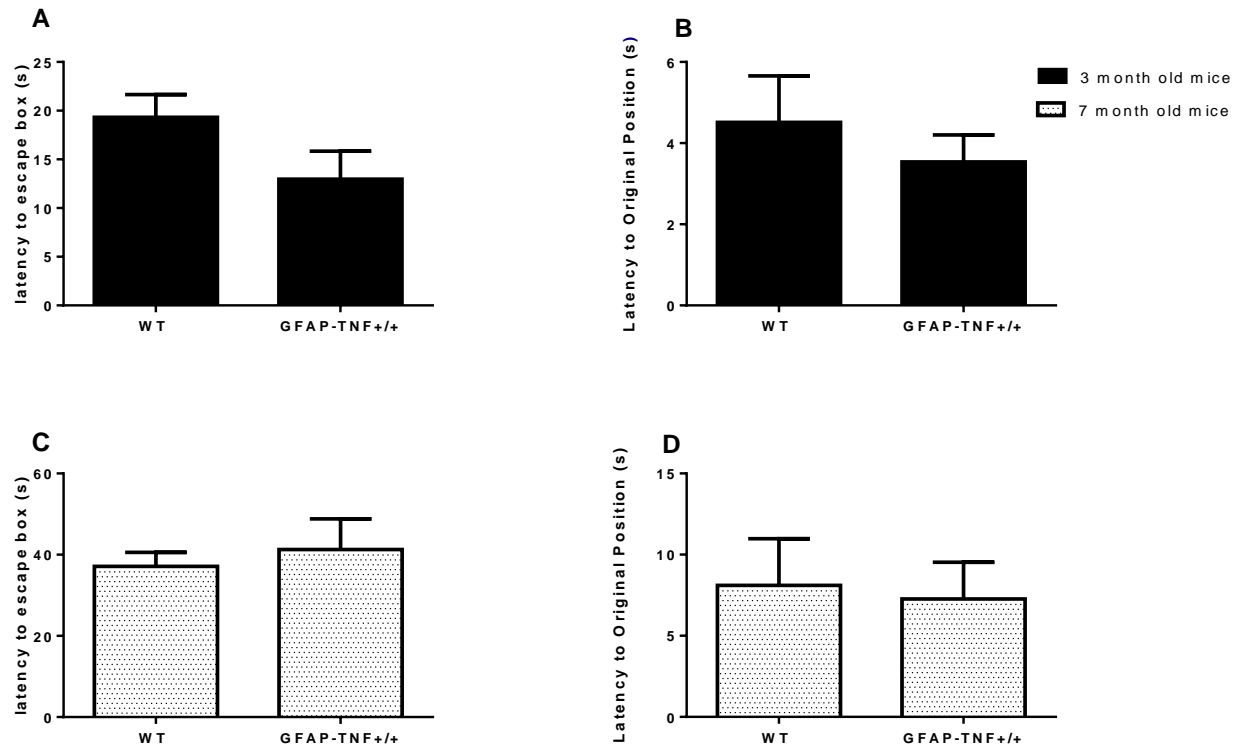 A
latency to escape box (s)
25
20
15
10
5
0
WT
GFAP-TNF+/+
B
Latency to Original Position (s)
6
4
2
0
WT
GFAP-TNF+/+
3 month old mice
7 month old mice
C
latency to escape box (s)
60
40
20
0
WT
GFAP-TNF+/+
D
Latency to Original Position (s)
15
10
5
0
WT
GFAP-TNF+/+